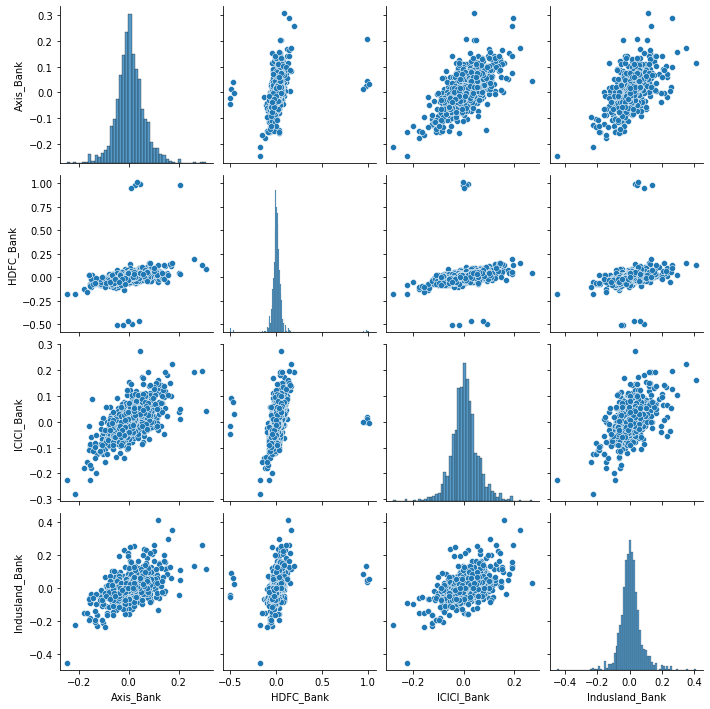 0.3
0.2
0.1
0.0
−0.1
−0.2
Axis_Bank
1.00
0.75
0.50
0.25
0.00
−0.25
−0.50
HDFC_Bank
0.3
0.2
0.1
0.0
−0.1
−0.2
−0.3
ICICI_Bank
0.4
0.2
0.0
−0.2
−0.4
Indusland_Bank
−0.2 0.0 0.2
−0.5 0.0 0.5 1.0
−0.2 0.0 0.2
−0.4 −0.2 0.0 0.2 0.4
Axis_Bank HDFC_Bank ICICI_Bank Indusland_Bank